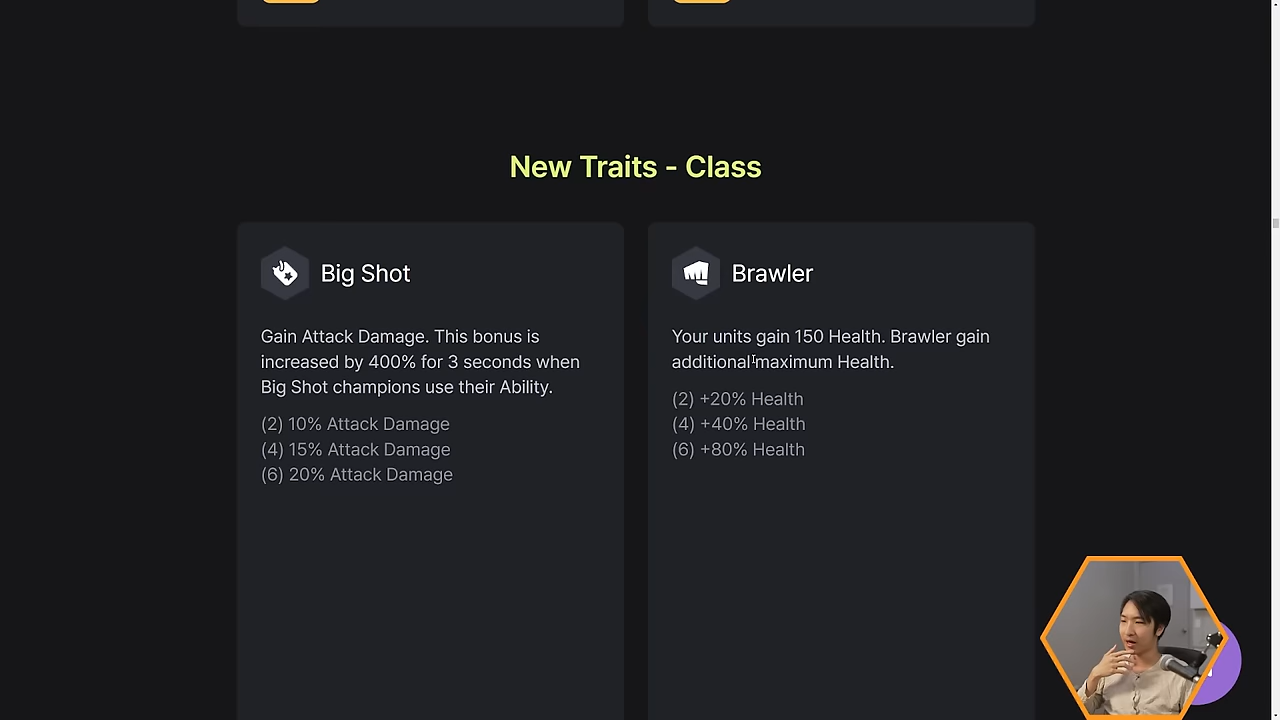 New Traits - Class
Big Shot
Gain Attack Damage. This bonus is
increased by 400% for 3 seconds when
Big Shot champions use their Ability.
(2) 10% Attack Damage
(4) 15% Attack Damage
(6) 20% Attack Damage
Brawler
Your units gain 150 Health. Brawler gain
additional maximum Health.
(2) +20% Health
(4) +40% Health
(6) +80% Health